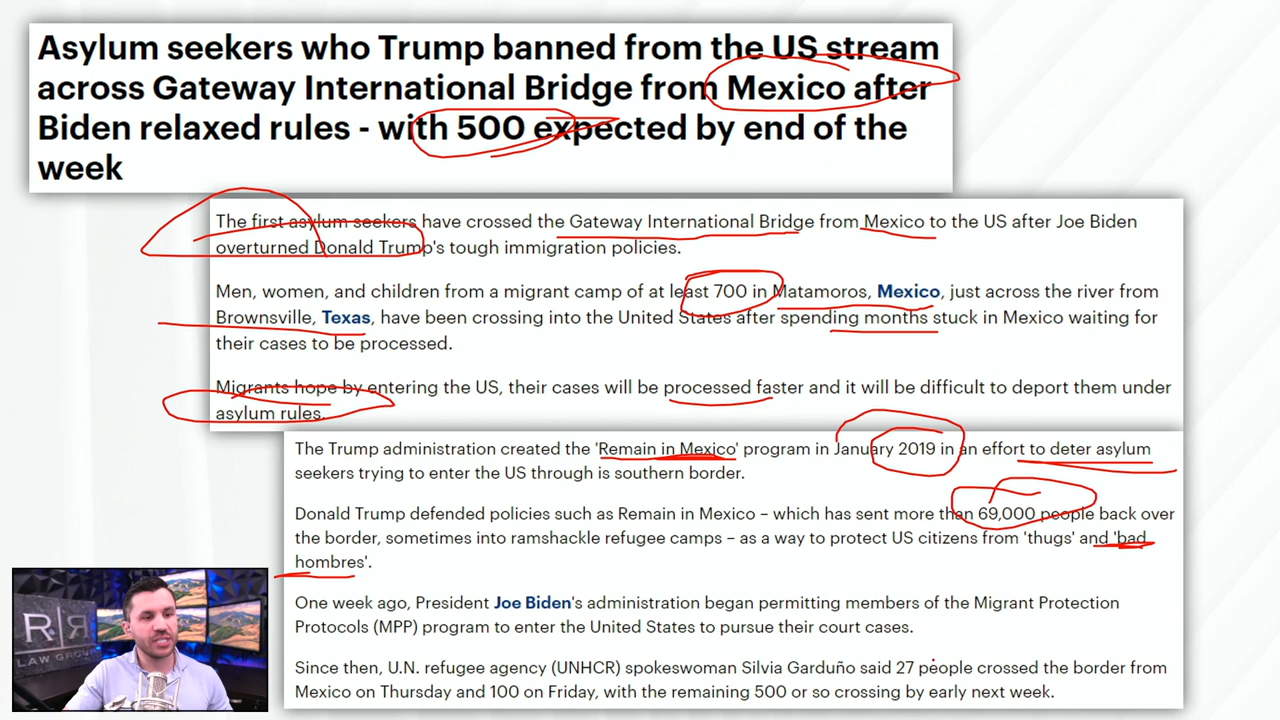 Asylum seekers who Trump banned from the US stream
across Gateway International Bridge from Mexico after
Biden relaxed rules - with 500 expected by end of the
week
The first asylum seekers have crossed the Gateway International Bridge from Mexico to the US after Joe Biden
overturned Donald Trump's tough immigration policies.
Men, women, and children from a migrant camp of at least 700 in Matamoros, Mexico, just across the river from
Brownsville, Texas, have been crossing into the United States after spending months stuck in Mexico waiting for
their cases to be processed.
Migrants hope by entering the US, their cases will be processed faster and it will be difficult to deport them under
asylum rules.
The Trump administration created the 'Remain in Mexico' program in January 2019 in an effort to deter asylum
seekers trying to enter the US through is southern border.
Donald Trump defended policies such as Remain in Mexico – which has sent more than 69,000 people back over
the border, sometimes into ramshackle refugee camps – as a way to protect US citizens from 'thugs' and 'bad
hombres'.
One week ago, President Joe Biden's administration began permitting members of the Migrant Protection
Protocols (MPP) program to enter the United States to pursue their court cases.
Since then, U.N. refugee agency (UNHCR) spokeswoman Silvia Garduño said 27 people crossed the border from
Mexico on Thursday and 100 on Friday, with the remaining 500 or so crossing by early next week.
R R
LAW GROUP